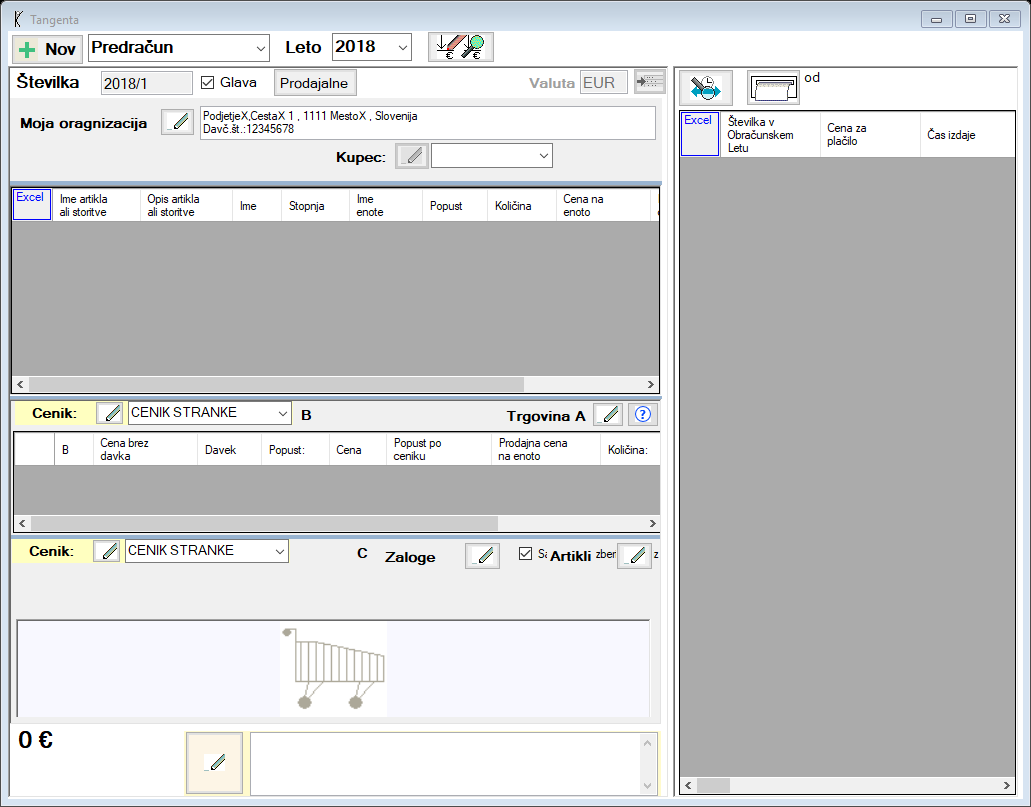 Tangenta
Nov Predračun Leto 2018
Številka 2018/1 Glava Prodajalne Valuta EUR
Moja oragnizacija
PodjetjeX,CestaX 1 , 1111 MestoX , Slovenija
Davč.št.:12345678
Kupec:
Excel
Ime artikla
ali storitve
Opis artikla
ali storitve
Ime
Stopnja
Ime
enote
Popust
Količina
Cena na
enoto
Cenik: CENIK STRANKE B Trgovina A
B
Cena brez
davka
Davek
Popust:
Cena
Popust po
ceniku
Prodajna cena
na enoto
Količina:
Cenik: CENIK STRANKE C Zaloge Artikli zber z
0 €
od
Excel
Številka v
Obračunskem
Letu
Cena za
plačilo
Čas izdaje